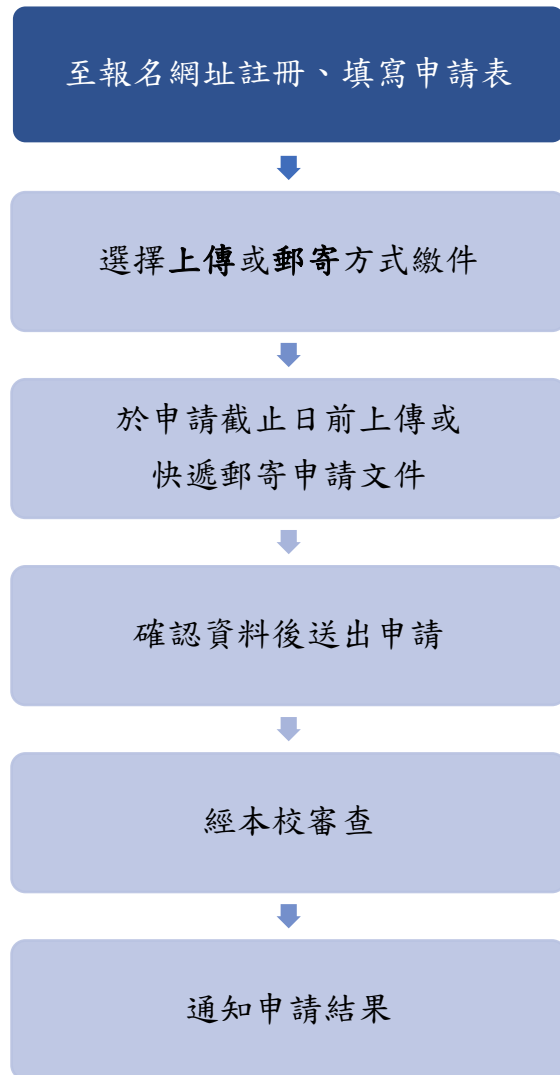 至報名網址註冊、填寫申請表
選擇上傳或郵寄方式繳件
於申請截止日前上傳或
快遞郵寄申請文件
確認資料後送出申請
經本校審查
通知申請結果